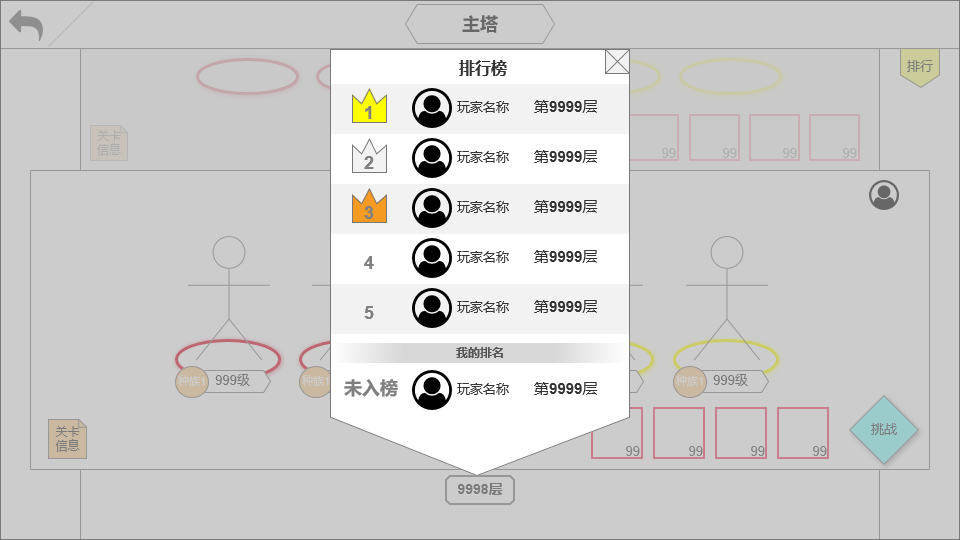 主塔
排行榜
排行
1 玩家名称 第9999层
关卡
信息
99 99 99 99
2 玩家名称 第9999层
3 玩家名称 第9999层
4 玩家名称 第9999层
5 玩家名称 第9999层
我的排名
种族1 999级
种族1
种族1 999级
未入榜 玩家名称 第9999层
关卡
信息
挑战
99 99 99 99
9998层